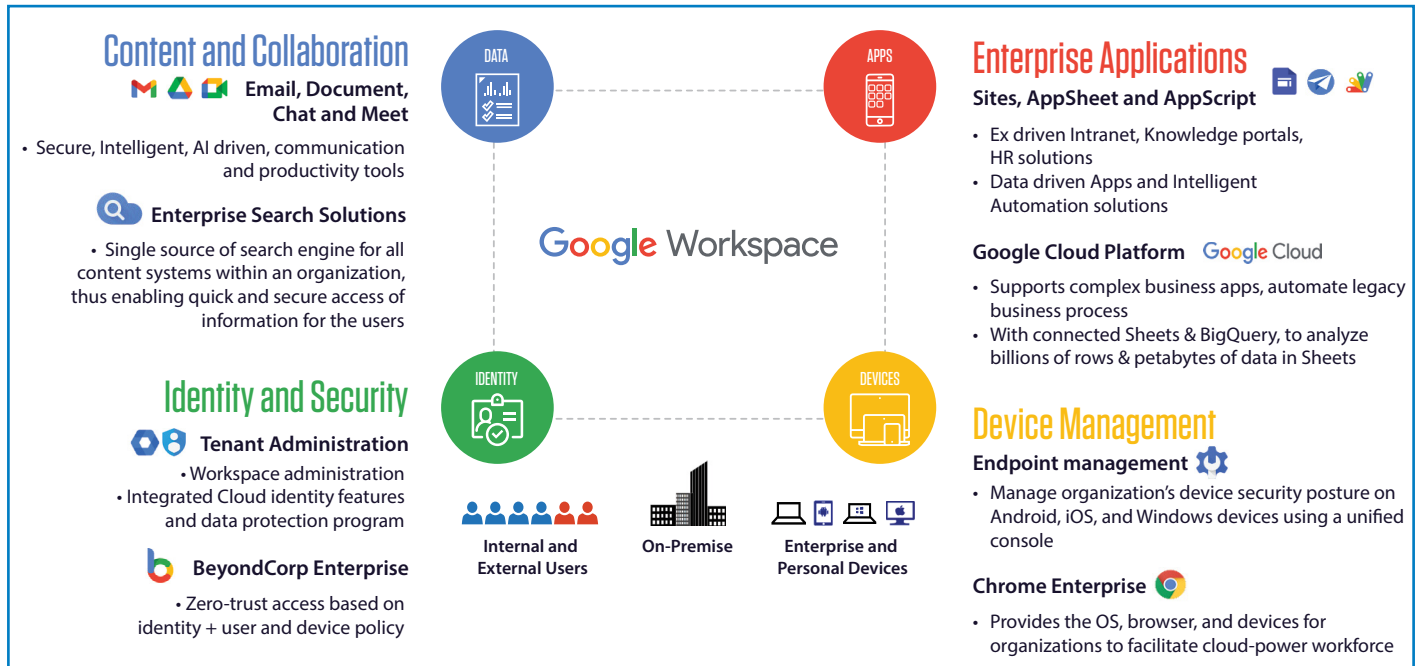 Content and Collaboration
Email, Document,
Chat and Meet
• Secure, Intelligent, AI driven, communication
and productivity tools
Enterprise Search Solutions
• Single source of search engine for all
content systems within an organization,
thus enabling quick and secure access of
information for the users
Identity and Security
Tenant Administration
• Workspace administration
• Integrated Cloud identity features
and data protection program
BeyondCorp Enterprise
• Zero-trust access based on
identity + user and device policy
DATA
APPS
Google Workspace
IDENTITY
DEVICES
Internal and
External Users
On-Premise
Enterprise and
Personal Devices
Enterprise Applications
Sites, AppSheet and AppScript
• Ex driven Intranet, Knowledge portals,
HR solutions
• Data driven Apps and Intelligent
Automation solutions
Google Cloud Platform Google Cloud
• Supports complex business apps, automate legacy
business process
• With connected Sheets & BigQuery, to analyze
billions of rows & petabytes of data in Sheets
Device Management
Endpoint management
• Manage organization's device security posture on
Android, iOS, and Windows devices using a unified
console
Chrome Enterprise
• Provides the OS, browser, and devices for
organizations to facilitate cloud-power workforce